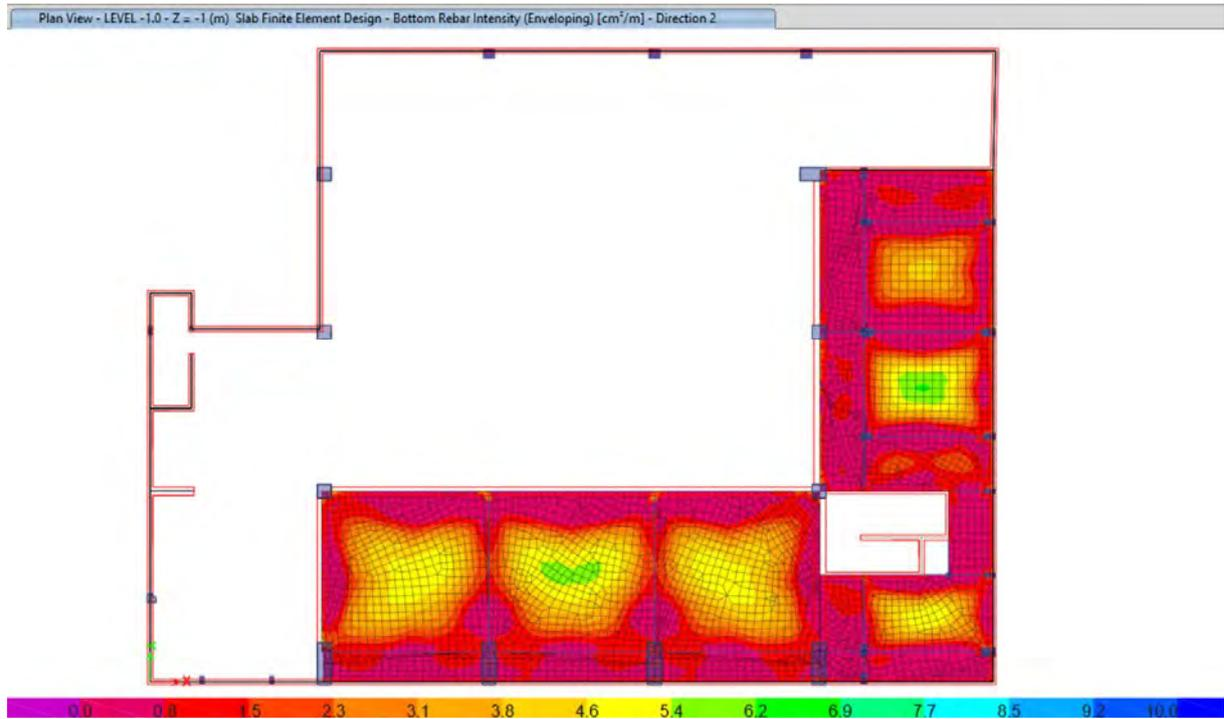 Plan View - LEVEL -1.0 - Z = -1 (m) Slab Finite Element Design - Bottom Rebar Intensity (Enveloping) [cm²/m] - Direction 2
X
0.0 0.8 1.5 2.3 3.1 3.8 4.6 5.4 6.2 6.9 7.7 8.5 9.2 10.0